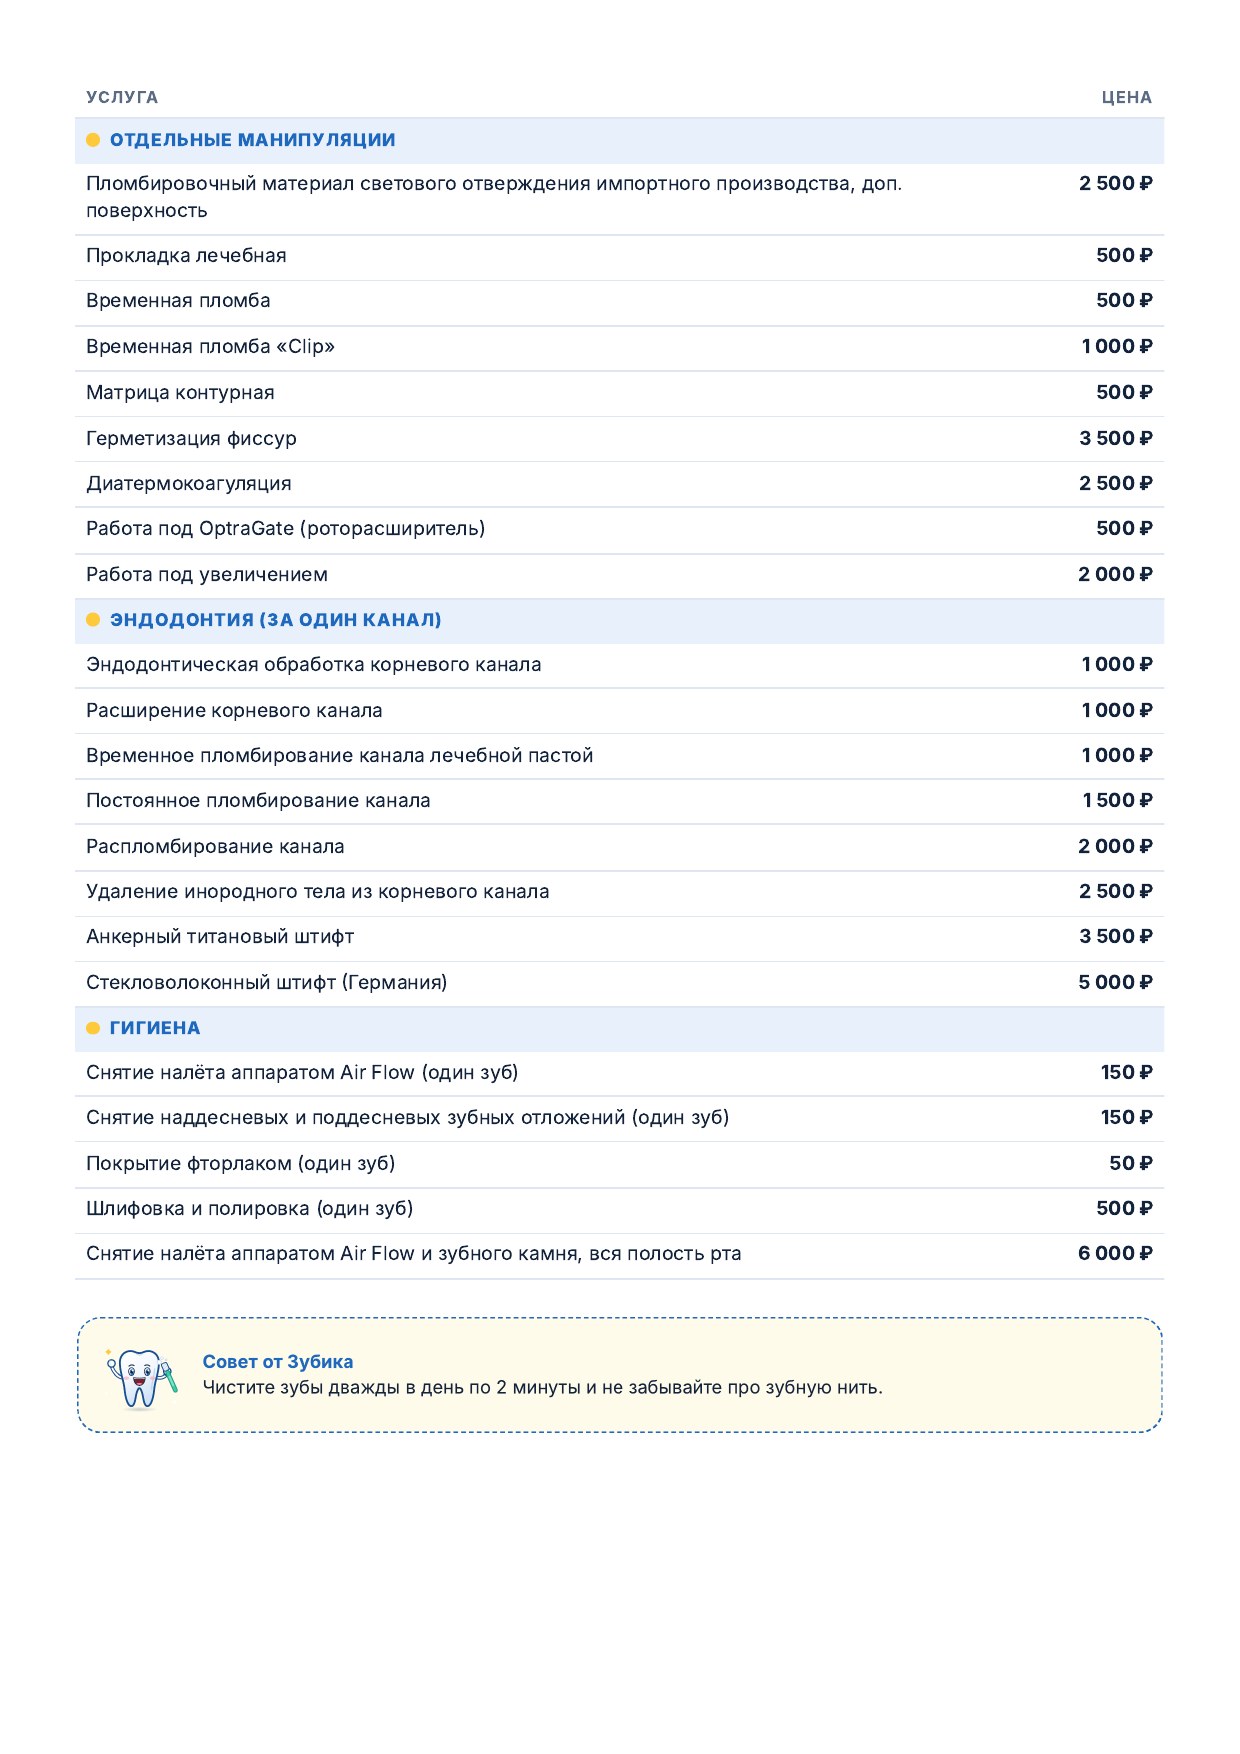 УСЛУГА ЦЕНА
ОТДЕЛЬНЫЕ МАНИПУЛЯЦИИ
Пломбировочный материал светового отверждения импортного производства, доп. 2 500 ₽
поверхность
Прокладка лечебная 500 ₽
Временная пломба 500 ₽
Временная пломба «Clip» 1 000 ₽
Матрица контурная 500 ₽
Герметизация фиссур 3 500 ₽
Диатермокоагуляция 2 500 ₽
Работа под OptraGate (роторасширитель) 500 ₽
Работа под увеличением 2 000 ₽
ЭНДОДОНТИЯ (ЗА ОДИН КАНАЛ)
Эндодонтическая обработка корневого канала 1 000 ₽
Расширение корневого канала 1 000 ₽
Временное пломбирование канала лечебной пастой 1 000 ₽
Постоянное пломбирование канала 1 500 ₽
Распломбирование канала 2 000 ₽
Удаление инородного тела из корневого канала 2 500 ₽
Анкерный титановый штифт 3 500 ₽
Стекловолоконный штифт (Германия) 5 000 ₽
ГИГИЕНА
Снятие налёта аппаратом Air Flow (один зуб) 150 ₽
Снятие наддесневых и поддесневых зубных отложений (один зуб) 150 ₽
Покрытие фторлаком (один зуб) 50 ₽
Шлифовка и полировка (один зуб) 500 ₽
Снятие налёта аппаратом Air Flow и зубного камня, вся полость рта 6 000 ₽
Совет от Зубика
Чистите зубы дважды в день по 2 минуты и не забывайте про зубную нить.